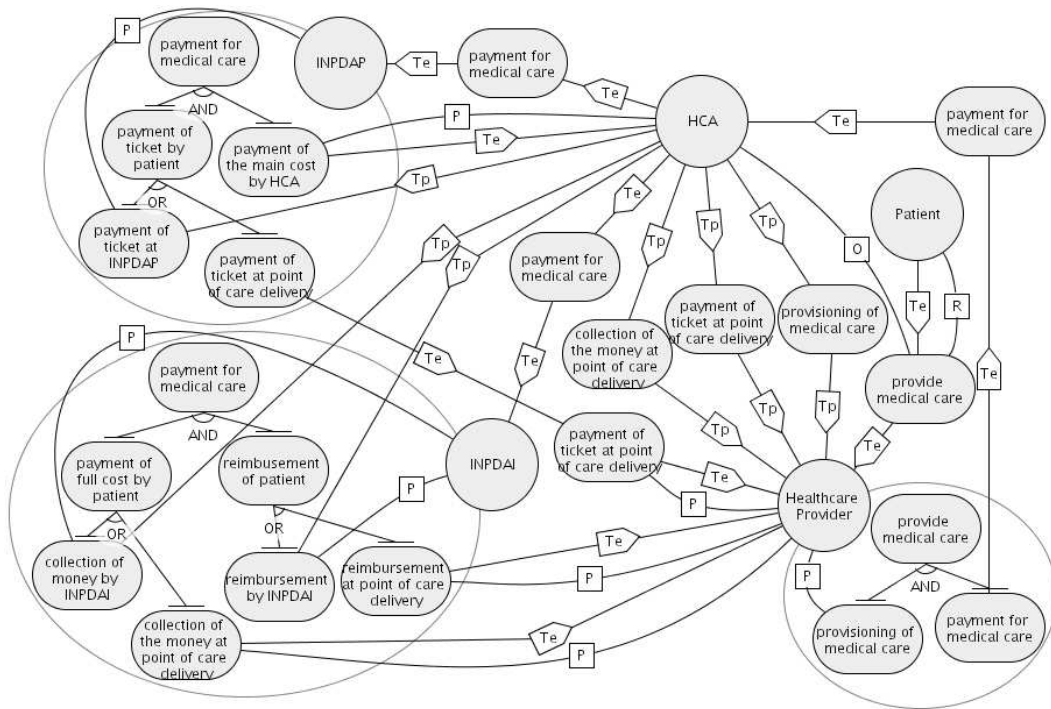 P
payment for
medical care
INPDAP
Te
payment for
medical care
Te
HCA
Te
payment for
medical care
AND
payment of
ticket by
patient
payment of
the main cost
by HCA
P
Te
Tp
OR
payment of
ticket at
INPDAP
payment of
ticket at point
of care delivery
Tp
Tp
Te
payment for
medical care
Te
Tp
Tp
Tp
Patient
O
Te
R
collection of
the money at
point of care
delivery
payment of
ticket at point
of care delivery
provisioning of
medical care
provide
medical care
Te
P
payment for
medical care
AND
Te
Tp
Tp
Tp
Te
payment of
full cost by
patient
reimbusement
of patient
INPDAI
payment of
ticket at point
of care delivery
Te
P
Healthcare
Provider
P
OR
OR
collection of
money by
INPDAI
reimbursement
by INPDAI
reimbursement
at point of care
delivery
Te
P
provide
medical care
AND
P
provisioning of
medical care
payment for
medical care
collection of
the money at
point of care
delivery
Te
P